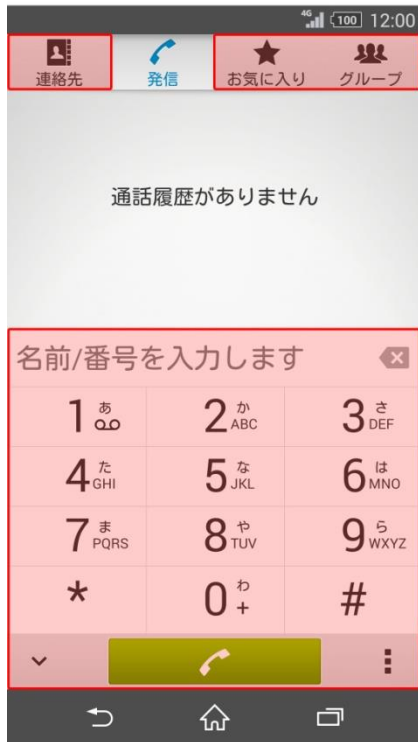 4G 100 12:00
連絡先 発信 お気に入り グループ
通話履歴がありません
名前/番号を入力します
1 あ 2 か ABC 3 さ DEF
4 た GHI 5 な JKL 6 は MNO
7 ま PQRS 8 や TUV 9 ら WXYZ
* 0 わ + #